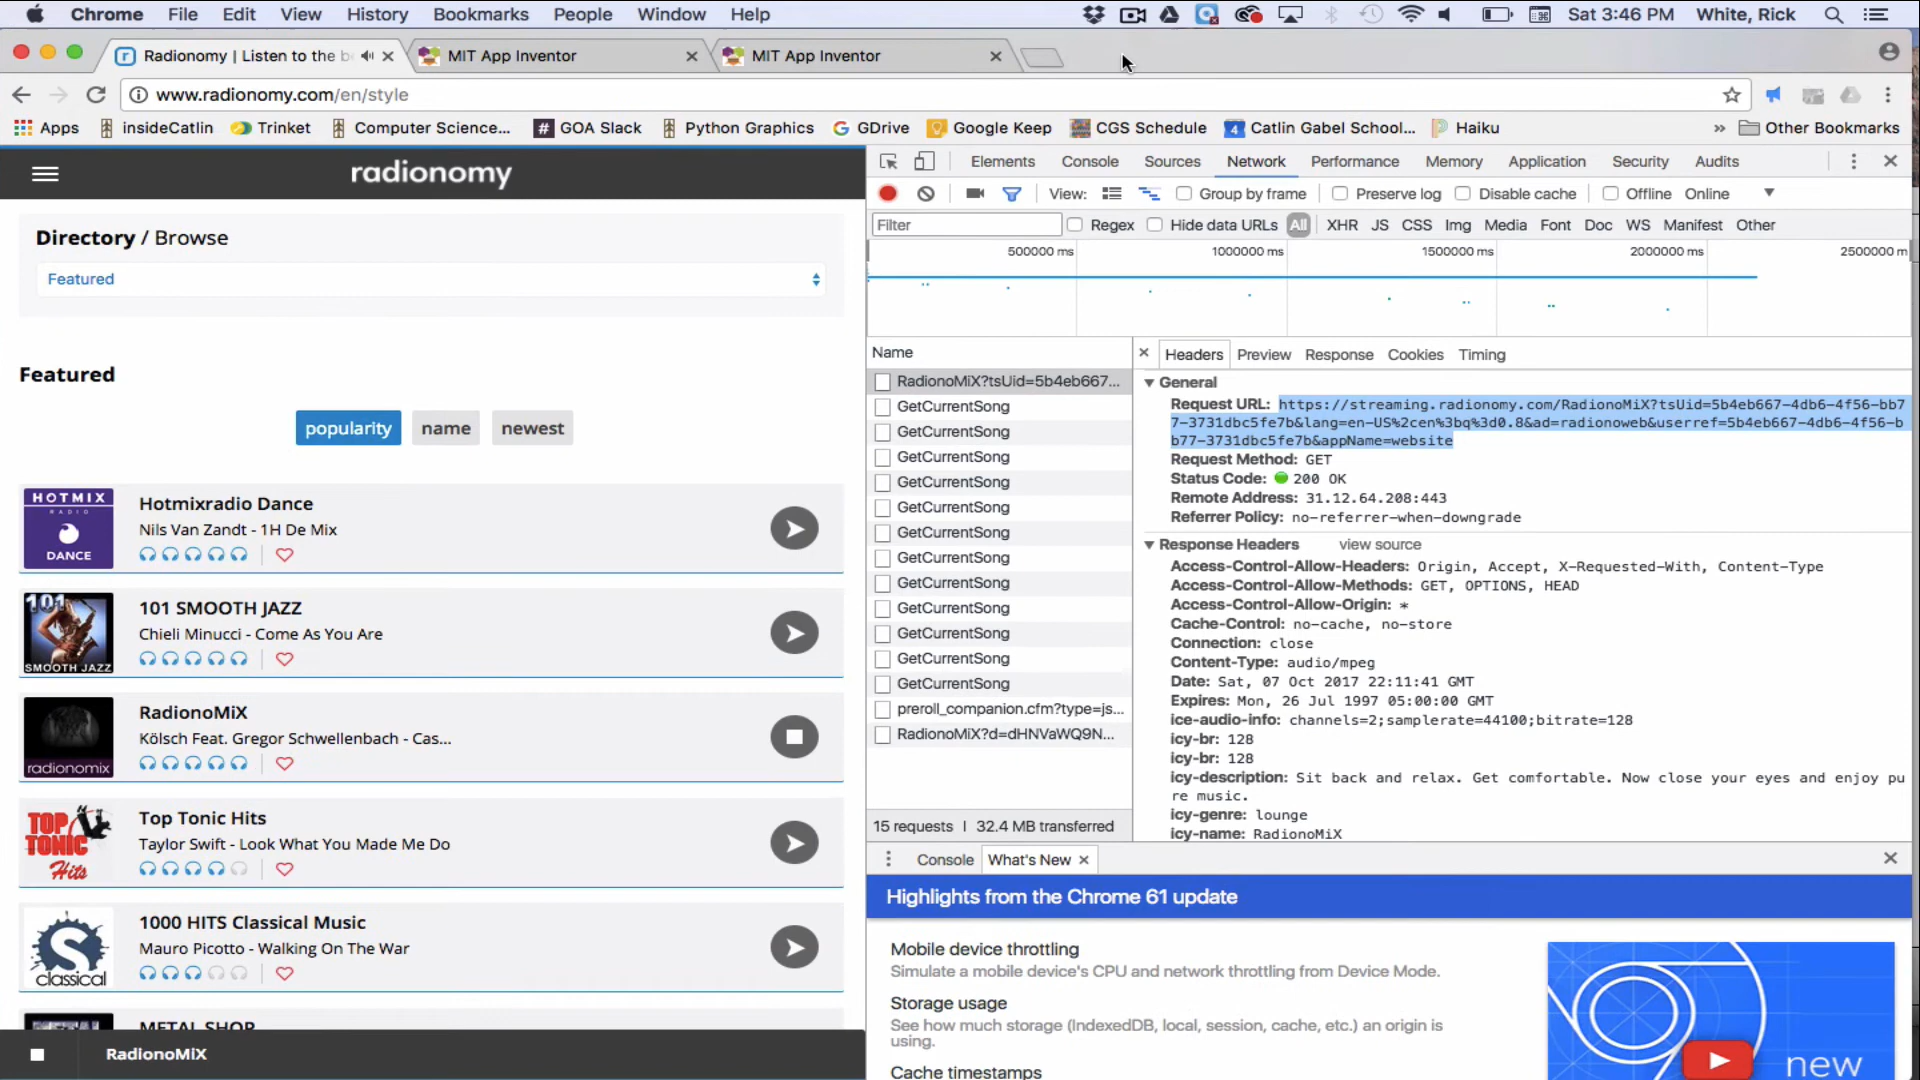 Chrome File Edit View History Bookmarks People Window Help Sat 3:46 PM White, Rick
Radionomy | Listen to the b MIT App Inventor MIT App Inventor
www.radionomy.com/en/style
Apps insideCatlin Trinket Computer Science... GOA Slack Python Graphics GDrive Google Keep CGS Schedule Catlin Gabel School... Haiku » Other Bookmarks
radionomy
Directory / Browse
Featured
Featured
popularity name newest
HOTMIX
RADIO
DANCE
Hotmixradio Dance
Nils Van Zandt - 1H De Mix
101
SMOOTH JAZZ
101 SMOOTH JAZZ
Chieli Minucci - Come As You Are
radionomix
RadionoMiX
Kölsch Feat. Gregor Schwellenbach - Cas...
TOP
TONIC
Hits
Top Tonic Hits
Taylor Swift - Look What You Made Me Do
S
classical
1000 HITS Classical Music
Mauro Picotto - Walking On The War
METAL SHOP
RadionoMiX
Elements Console Sources Network Performance Memory Application Security Audits
View: Group by frame Preserve log Disable cache Offline Online
Filter Regex Hide data URLs All XHR JS CSS Img Media Font Doc WS Manifest Other
500000 ms 1000000 ms 1500000 ms 2000000 ms 2500000 m
Name
RadionoMiX?tsUid=5b4eb667...
GetCurrentSong
GetCurrentSong
GetCurrentSong
GetCurrentSong
GetCurrentSong
GetCurrentSong
GetCurrentSong
GetCurrentSong
GetCurrentSong
GetCurrentSong
GetCurrentSong
GetCurrentSong
preroll_companion.cfm?type=js...
RadionoMiX?d=dHNVaWQ9N...
15 requests | 32.4 MB transferred
Headers Preview Response Cookies Timing
General
Request URL: https://streaming.radionomy.com/RadionoMiX?tsUid=5b4eb667-4db6-4f56-bb7
7-3731dbc5fe7b&lang=en-US%2cen%3bq%3d0.8&ad=radionoweb&userref=5b4eb667-4db6-4f56-b
b77-3731dbc5fe7b&appName=website
Request Method: GET
Status Code: 200 OK
Remote Address: 31.12.64.208:443
Referrer Policy: no-referrer-when-downgrade
Response Headers view source
Access-Control-Allow-Headers: Origin, Accept, X-Requested-With, Content-Type
Access-Control-Allow-Methods: GET, OPTIONS, HEAD
Access-Control-Allow-Origin: *
Cache-Control: no-cache, no-store
Connection: close
Content-Type: audio/mpeg
Date: Sat, 07 Oct 2017 22:11:41 GMT
Expires: Mon, 26 Jul 1997 05:00:00 GMT
ice-audio-info: channels=2;samplerate=44100;bitrate=128
icy-br: 128
icy-br: 128
icy-description: Sit back and relax. Get comfortable. Now close your eyes and enjoy pu
re music.
icy-genre: lounge
icy-name: RadionoMiX
Console What's New
Highlights from the Chrome 61 update
Mobile device throttling
Simulate a mobile device's CPU and network throttling from Device Mode.
Storage usage
See how much storage (IndexedDB, local, session, cache, etc.) an origin is
using.
Cache timestamps
new